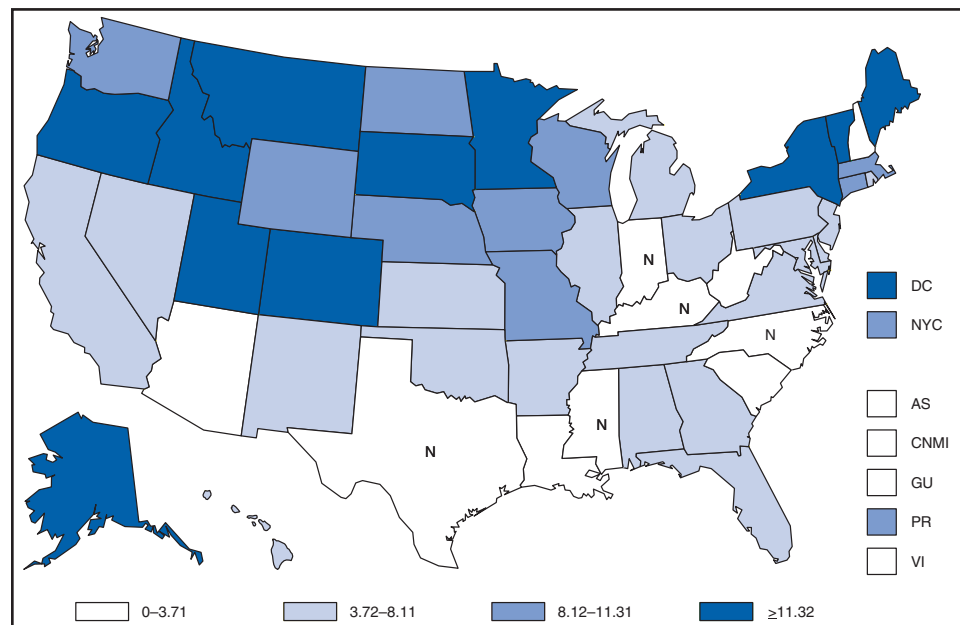 DC
NYC
N
N
N
N
N
AS
CNMI
GU
PR
VI
0–3.71
3.72–8.11
8.12–11.31
≥11.32